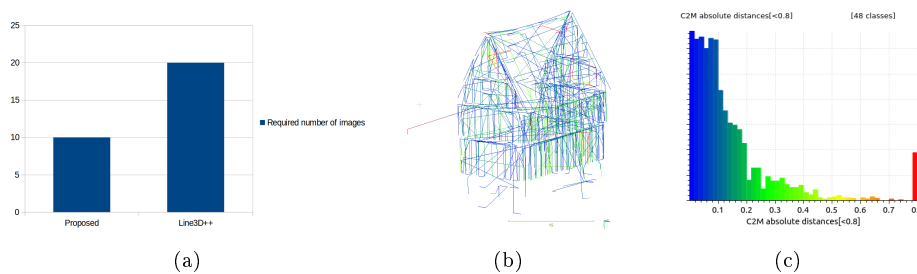 25
20
15
10
5
0
Proposed
Line3D++
Required number of images
(a)
(b)
C2M absolute distances[<0.8) [48 classes]
0.1 0.2 0.3 0.4 0.5 0.6 0.7
C2M absolute distances[<0.8]
(c)